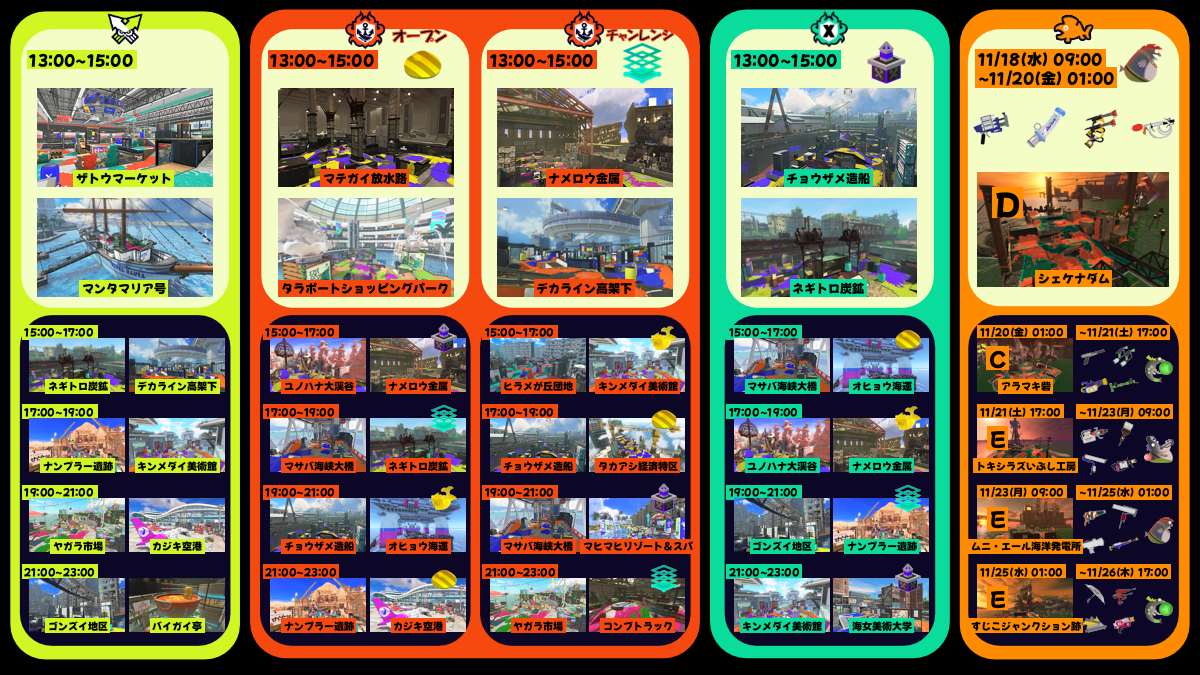 13:00~15:00
ザトウマーケット
マンタマリア号
15:00~17:00
ネギトロ炭鉱
デカライン高架下
17:00~19:00
ナンプラー遺跡
キンメダイ美術館
19:00~21:00
ヤガラ市場
カジキ空港
21:00~23:00
ゴンズイ地区
バイガイ亭
オープン
13:00~15:00
マテガイ放水路
タラポートショッピングパーク
15:00~17:00
ユノハナ大渓谷
ナメロウ金属
17:00~19:00
マサバ海峡大橋
ネギトロ炭鉱
19:00~21:00
チョウザメ造船
オヒョウ海運
21:00~23:00
ナンプラー遺跡
カジキ空港
チャレンジ
13:00~15:00
ナメロウ金属
デカライン高架下
15:00~17:00
ヒラメが丘団地
キンメダイ美術館
17:00~19:00
チョウザメ造船
タカアシ経済特区
19:00~21:00
マサバ海峡大橋
マヒマヒリゾート＆スパ
21:00~23:00
ヤガラ市場
コンブトラック
X
13:00~15:00
チョウザメ造船
ネギトロ炭鉱
15:00~17:00
マサバ海峡大橋
オヒョウ海運
17:00~19:00
ユノハナ大渓谷
ナメロウ金属
19:00~21:00
ゴンズイ地区
ナンプラー遺跡
21:00~23:00
キンメダイ美術館
海女美術大学
11/18(水) 09:00
~11/20(金) 01:00
D
シェケナダム
11/20(金) 01:00
~11/21(土) 17:00
C
アラマキ砦
11/21(土) 17:00
~11/23(月) 09:00
E
トキシラズいぶし工房
11/23(月) 09:00
~11/25(水) 01:00
E
ムニ・エール海洋発電所
11/25(水) 01:00
~11/26(木) 17:00
E
すじこジャンクション跡